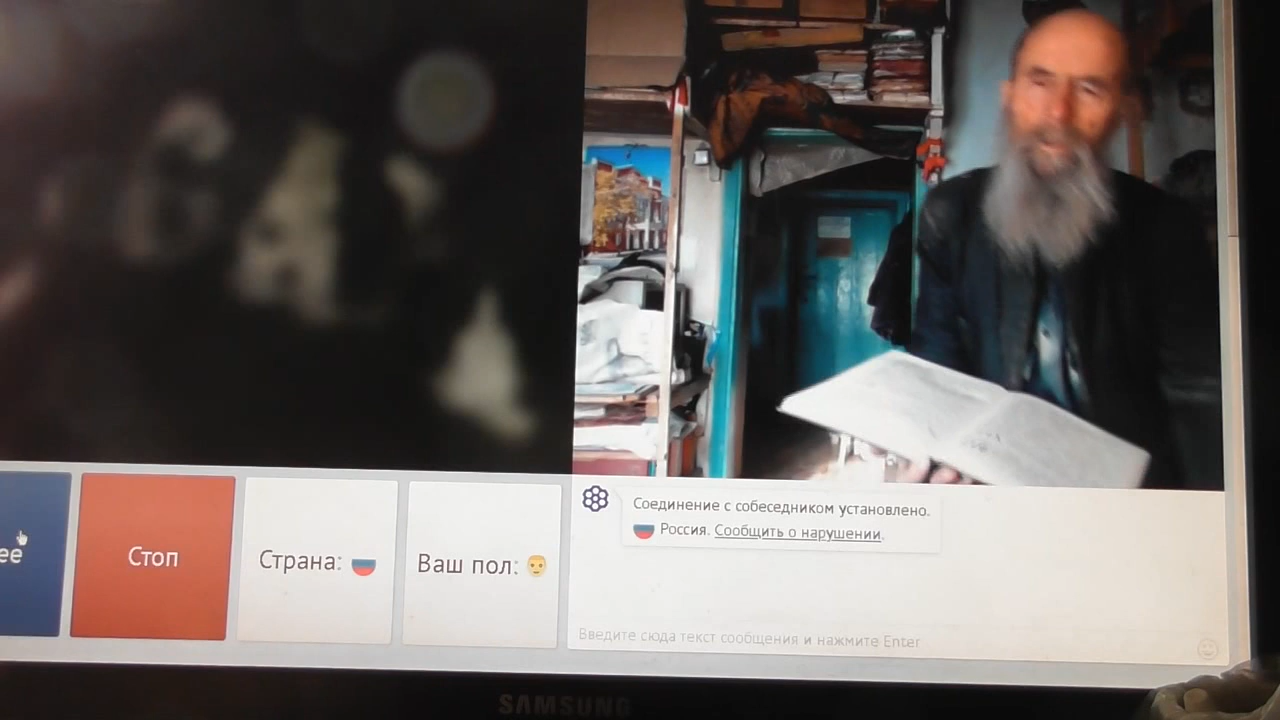 Соединение с собеседником установлено.
Россия. Сообщить о нарушении.
ее
Стоп
Страна:
Ваш пол:
Введите сюда текст сообщения и нажмите Enter
SAMSUNG